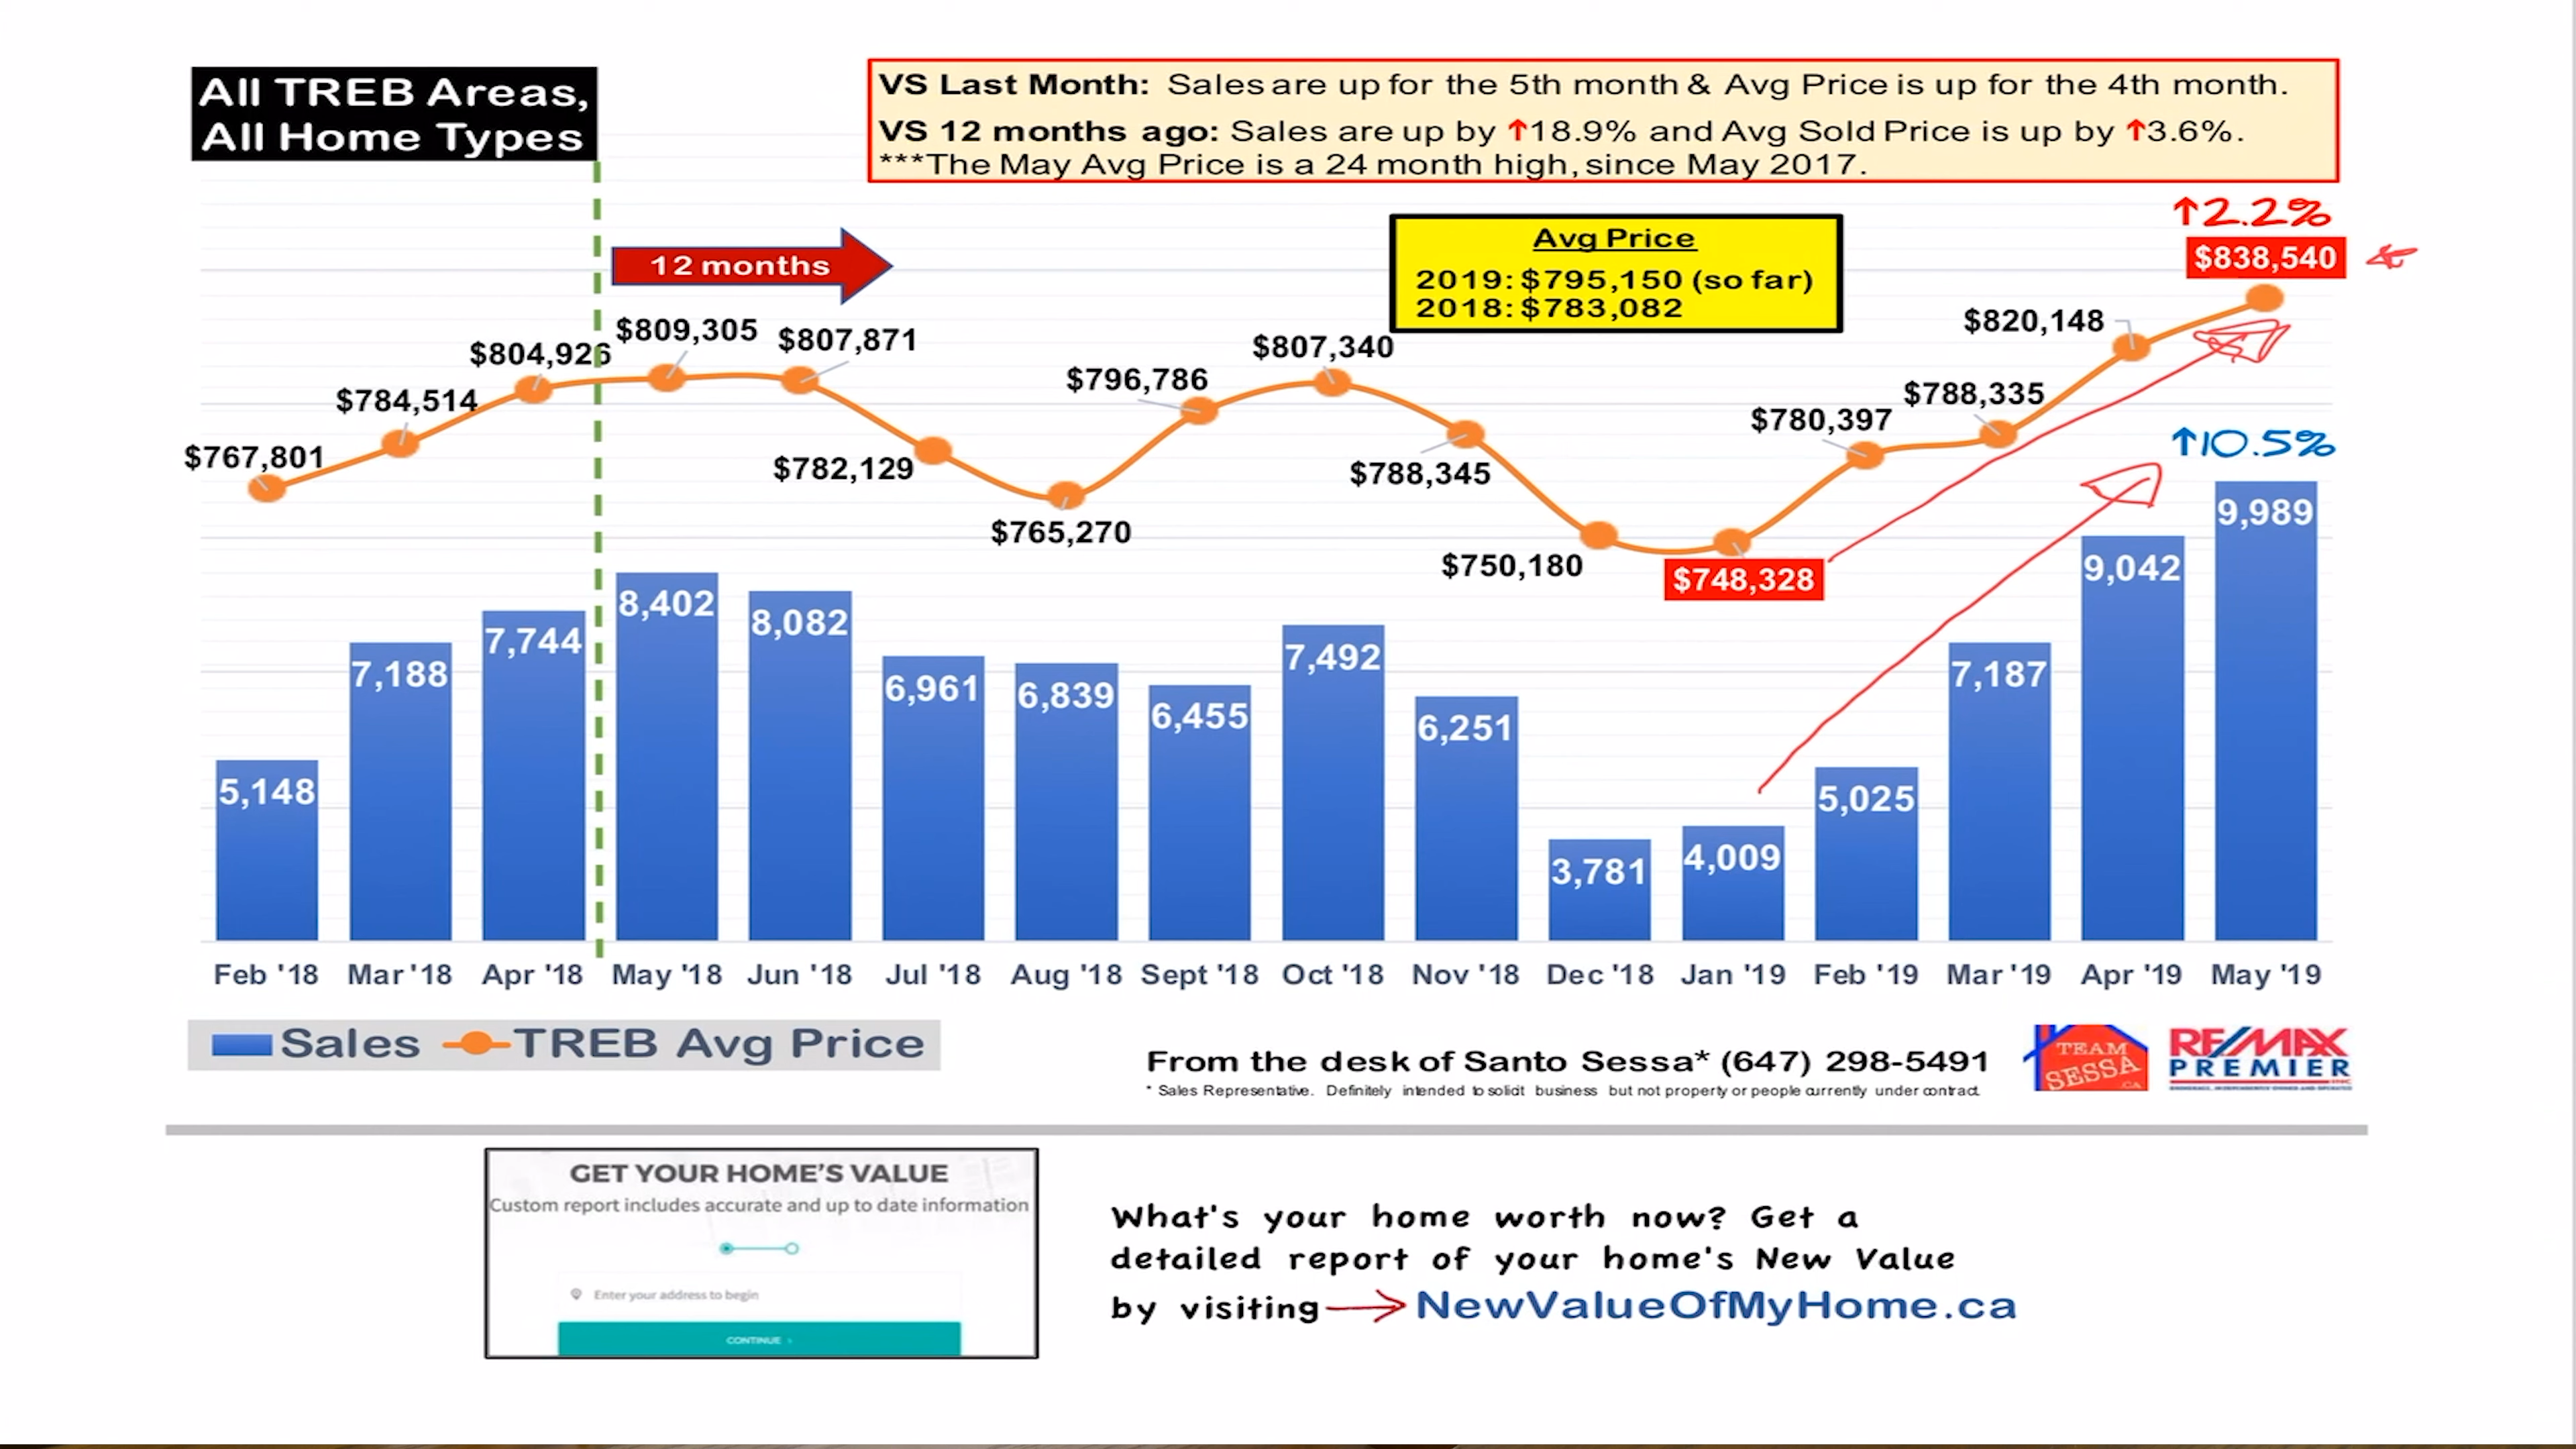 All TREB Areas,
All Home Types
VS Last Month: Sales are up for the 5th month & Avg Price is up for the 4th month.
VS 12 months ago: Sales are up by ↑18.9% and Avg Sold Price is up by ↑3.6%.
***The May Avg Price is a 24 month high, since May 2017.
12 months
Avg Price
2019: $795,150 (so far)
2018: $783,082
↑2.2%
$838,540
$767,801
$784,514
$804,926
$809,305
$807,871
$782,129
$765,270
$796,786
$807,340
$788,345
$750,180
$748,328
$780,397
$788,335
$820,148
↑10.5%
5,148
7,188
7,744
8,402
8,082
6,961
6,839
6,455
7,492
6,251
3,781
4,009
5,025
7,187
9,042
9,989
Feb '18 Mar '18 Apr '18 May '18 Jun '18 Jul '18 Aug '18 Sept '18 Oct '18 Nov '18 Dec '18 Jan '19 Feb '19 Mar '19 Apr '19 May '19
Sales TREB Avg Price
From the desk of Santo Sessa* (647) 298-5491
* Sales Representative. Definitely intended to solicit business but not property or people currently under contract.
TEAM
SESSA
.CA
RE/MAX
PREMIER
GET YOUR HOME'S VALUE
Custom report includes accurate and up to date information
Enter your address to begin
CONTINUE >
What's your home worth now? Get a
detailed report of your home's New Value
by visiting → NewValueOfMyHome.ca